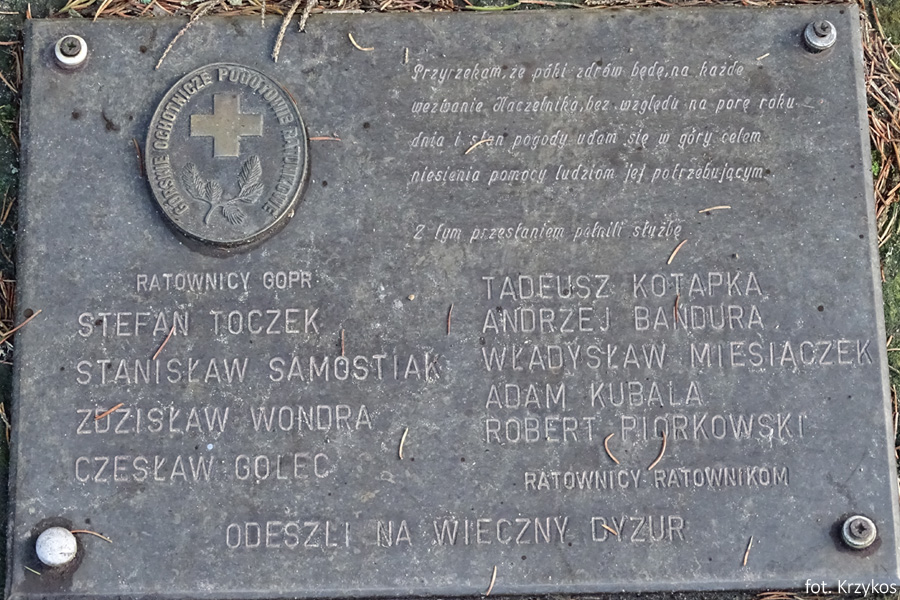 GÓRSKIE OCHOTNICZE POGOTOWIE RATUNKOWE
Przyrzekam, że póki zdrów będę, na każde
wezwanie Naczelnika, bez względu na porę roku
dnia i stan pogody udam się w góry celem
niesienia pomocy ludziom jej potrzebującym
Z tym przesłaniem pełnili służbę
RATOWNICY GOPR
STEFAN TOCZEK
STANISŁAW SAMOSTIAK
ZDZISŁAW WONDRA
CZESŁAW GOLEC
TADEUSZ KOTAPKA
ANDRZEJ BANDURA
WŁADYSŁAW MIESIĄCZEK
ADAM KUBALA
ROBERT PIORKOWSKI
RATOWNICY-RATOWNIKOM
ODESZLI NA WIECZNY DYZUR
fot. Krzykos